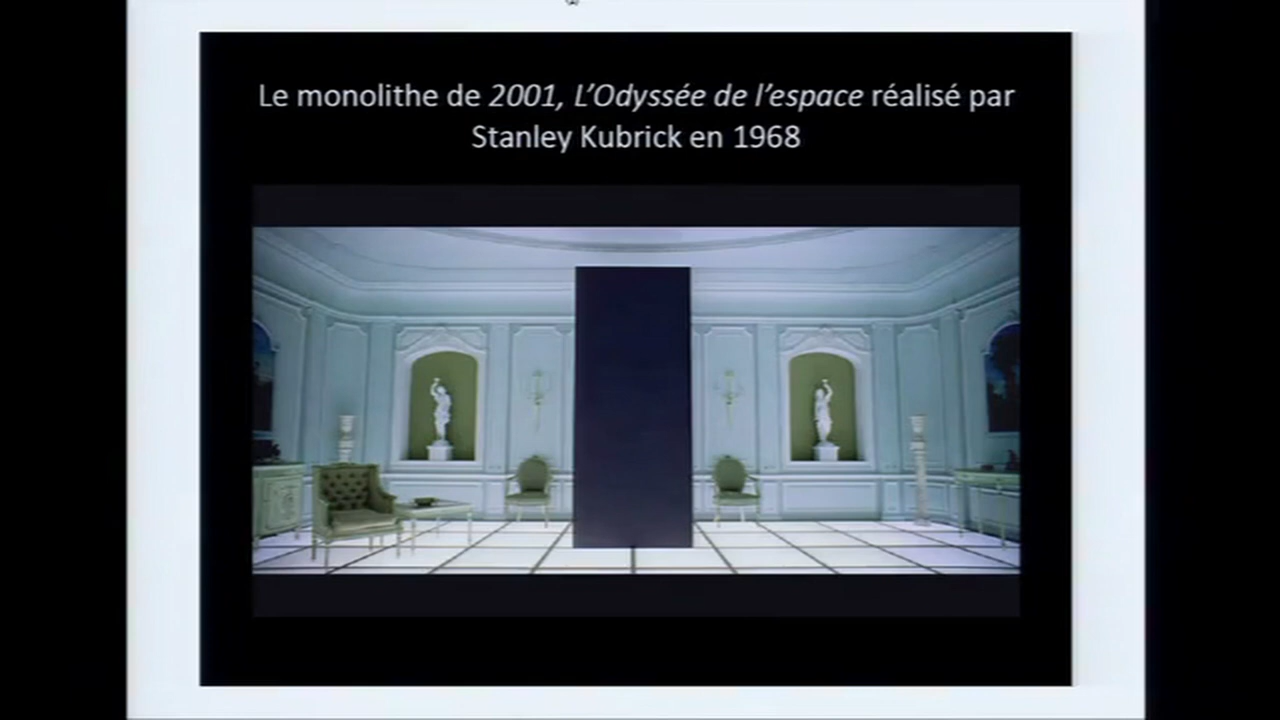 Le monolithe de 2001, L'Odyssée de l'espace réalisé par
Stanley Kubrick en 1968